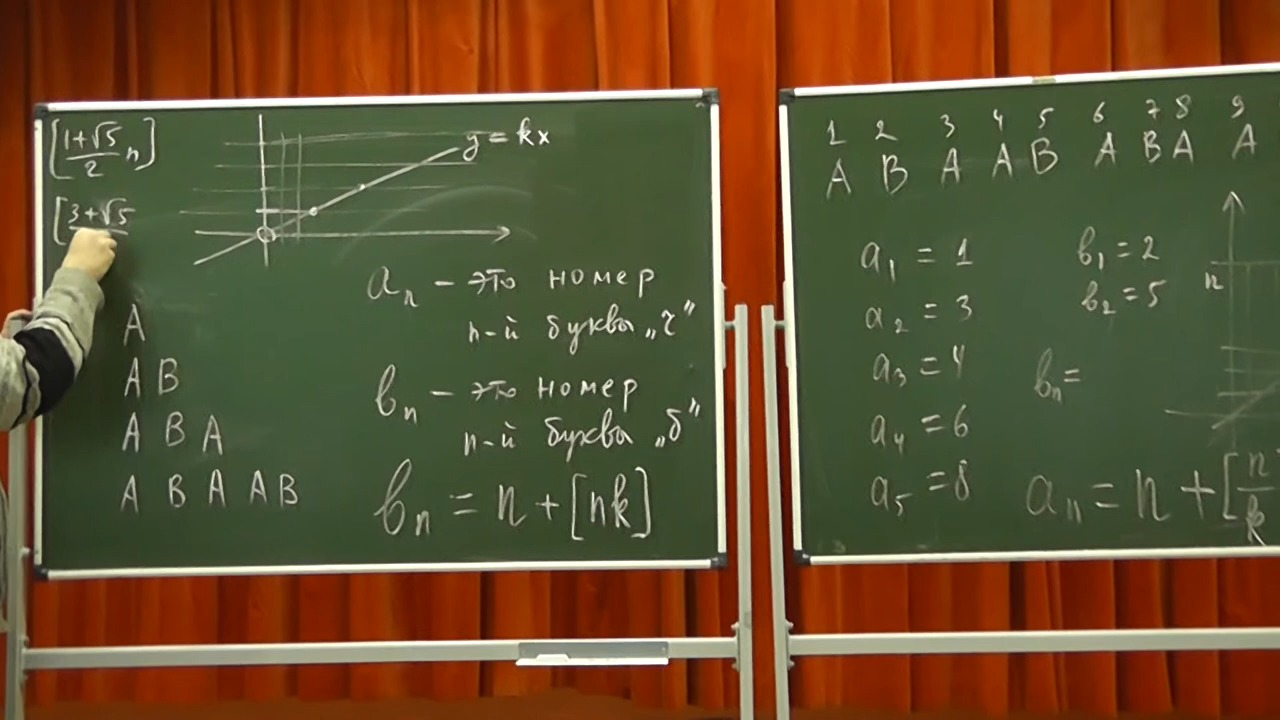 [1+√5/2 n]
[3+√5
y = kx
A
A B
A B A
A B A A B
aₙ – это номер
n-й буквы „г"
bₙ – это номер
n-й буквы „б"
bₙ = n + [nk]
1 2 3 4 5 6 7 8 9
A B A A B A B A A
a₁ = 1
a₂ = 3
a₃ = 4
a₄ = 6
a₅ = 8
b₁ = 2
b₂ = 5
bₙ =
n
aₙ = n + [n/k